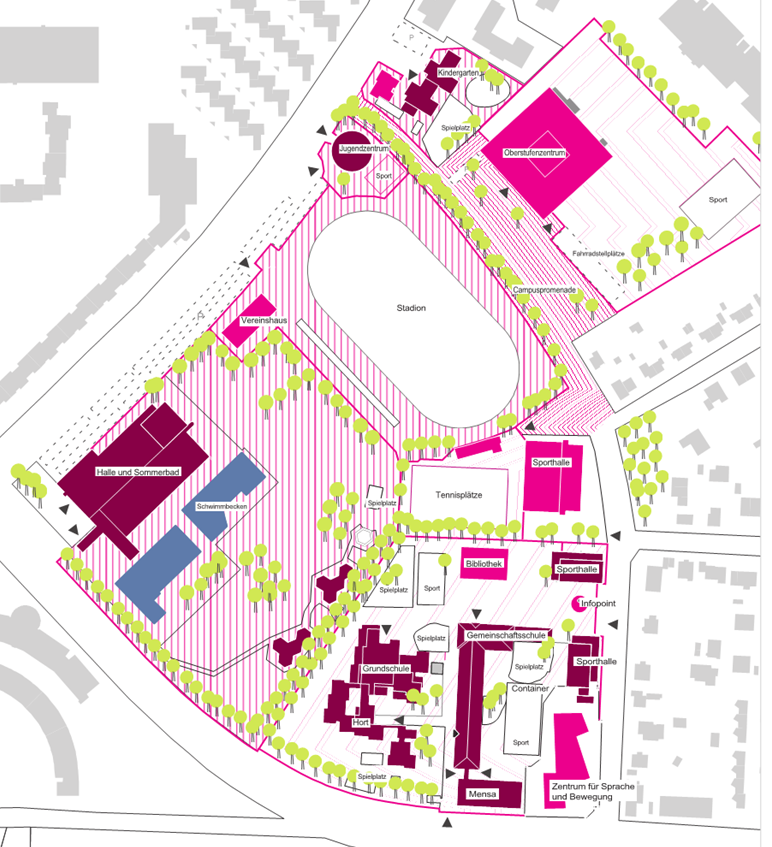 P
Kindergarten
Spielplatz
Jugendzentrum
Oberstufenzentrum
Sport
Sport
Fahrradstellplätze
Campuspromenade
Stadion
P
Vereinshaus
Halle und Sommerbad
Sporthalle
Tennisplätze
Spielplatz
Schwimmbecken
Bibliothek
Sporthalle
Spielplatz
Sport
Infopoint
Spielplatz
Gemeinschaftsschule
Grundschule
Spielplatz
Sporthalle
Container
Hort
Sport
Spielplatz
Mensa
Zentrum für Sprache
und Bewegung